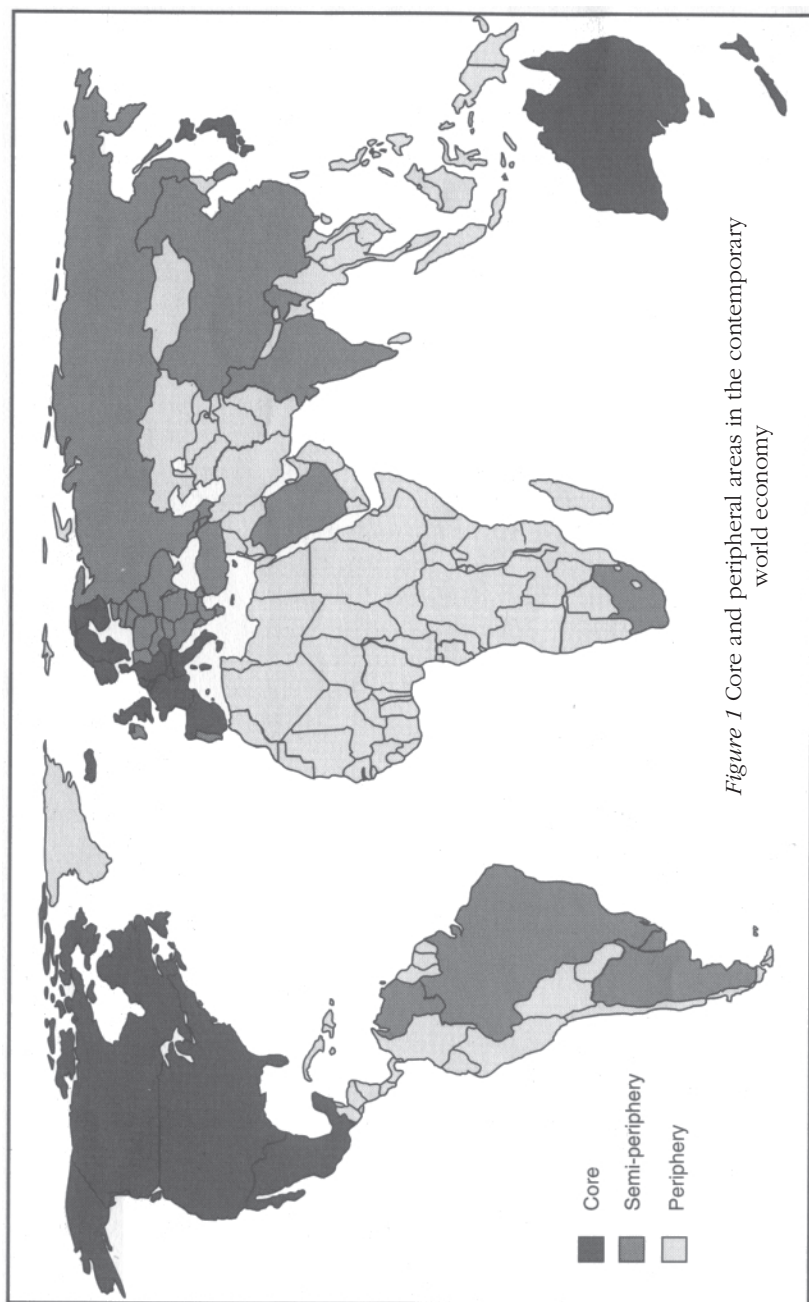 Core
Semi-periphery
Periphery
Figure 1 Core and peripheral areas in the contemporary
world economy